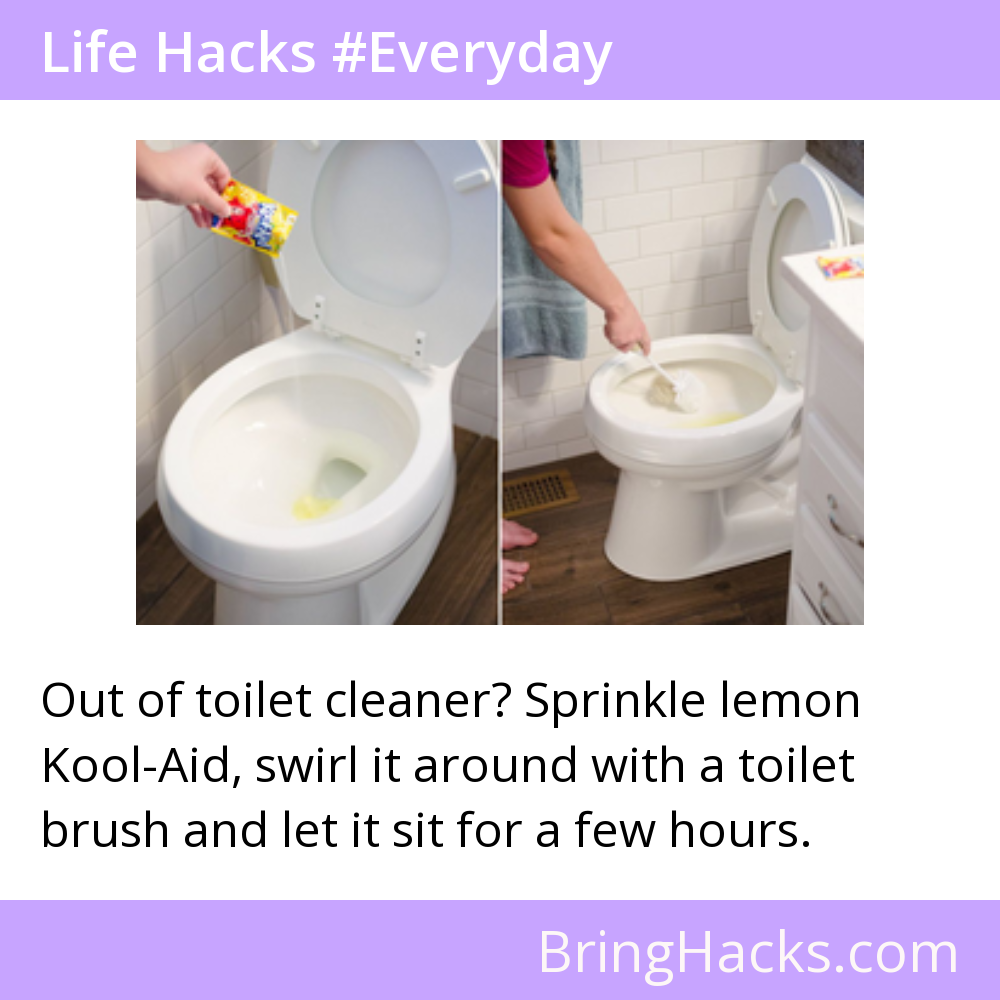 Life Hacks #Everyday
Out of toilet cleaner? Sprinkle lemon
Kool-Aid, swirl it around with a toilet
brush and let it sit for a few hours.
BringHacks.com